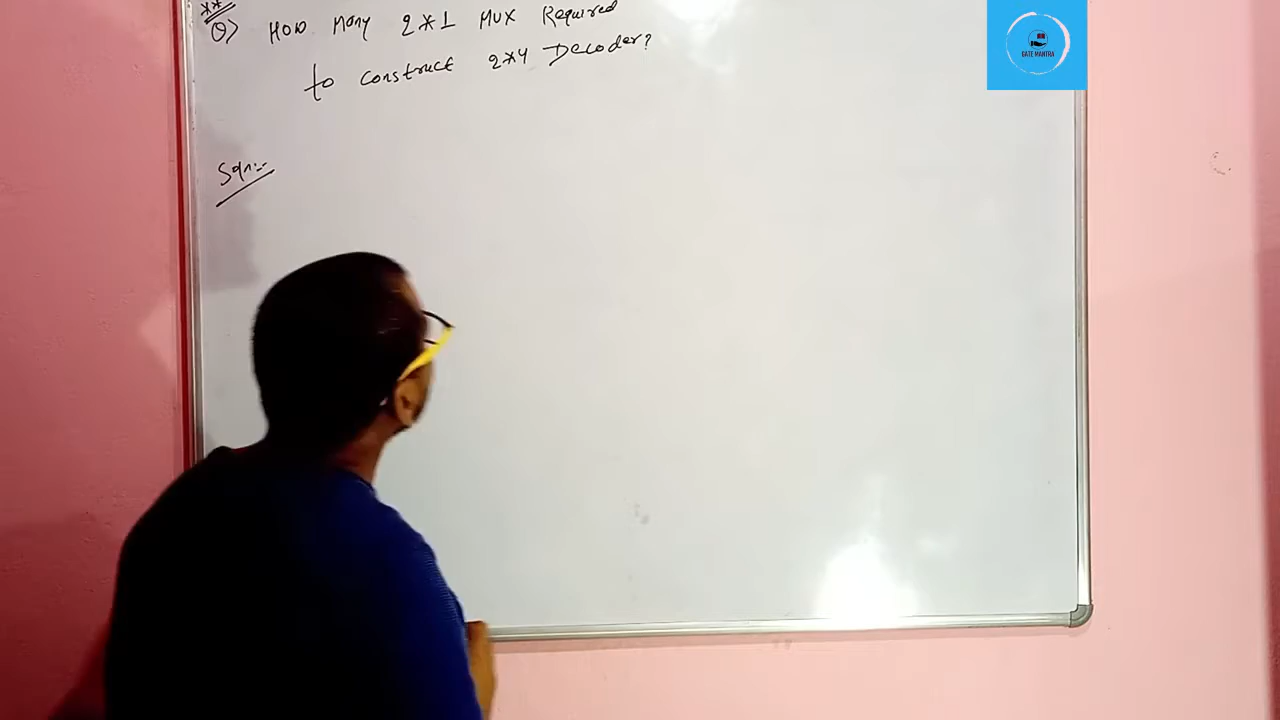 **
Q) How Many 2*1 MUX Required
to construct 2*4 Decoder?
Soln:-
GATE MANTRA